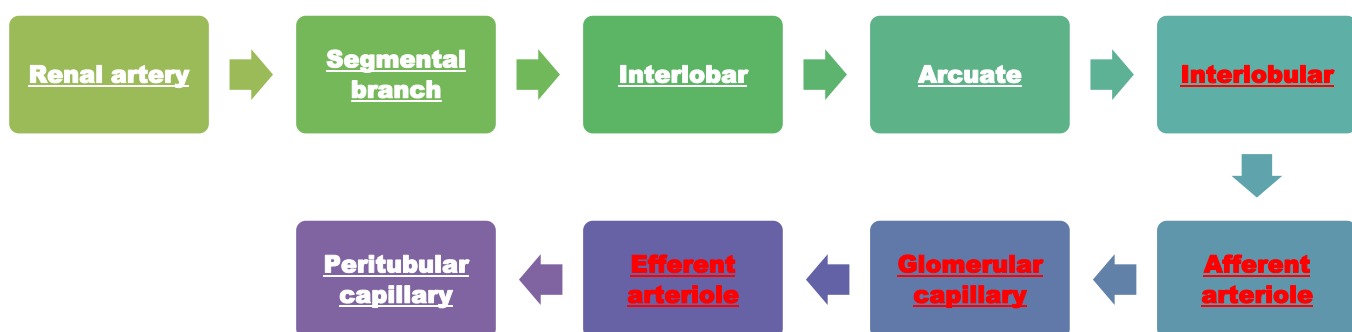 Renal artery
Segmental
branch
Interlobar
Arcuate
Interlobular
Afferent
arteriole
Glomerular
capillary
Efferent
arteriole
Peritubular
capillary